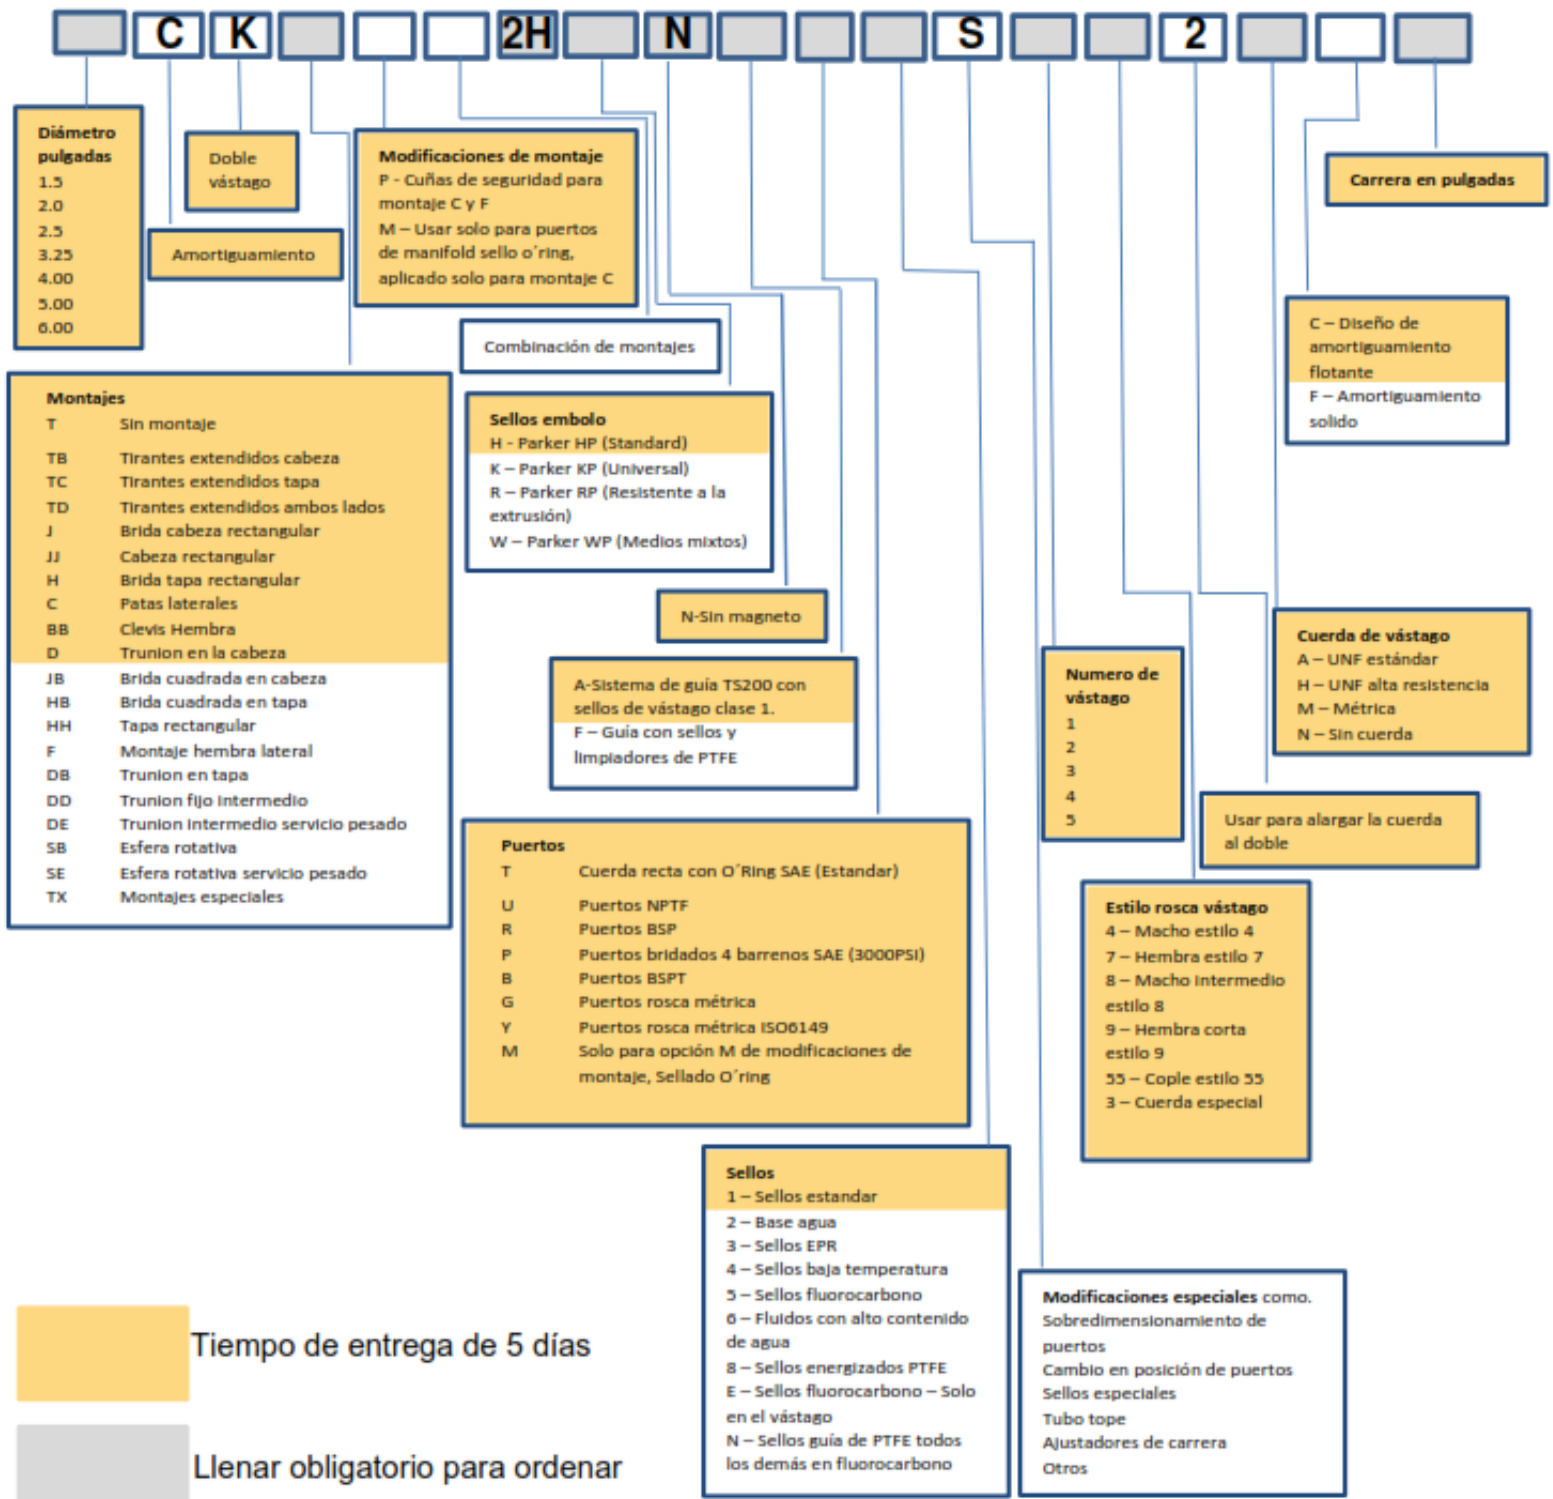 C K 2H N S 2
Diámetro
pulgadas
1.5
2.0
2.5
3.25
4.00
5.00
6.00
Doble
vástago
Amortiguamiento
Modificaciones de montaje
P - Cuñas de seguridad para
montaje C y F
M – Usar solo para puertos
de manifold sello o´ring,
aplicado solo para montaje C
Carrera en pulgadas
Combinación de montajes
C – Diseño de
amortiguamiento
flotante
F – Amortiguamiento
solido
Montajes
T Sin montaje
TB Tirantes extendidos cabeza
TC Tirantes extendidos tapa
TD Tirantes extendidos ambos lados
J Brida cabeza rectangular
JJ Cabeza rectangular
H Brida tapa rectangular
C Patas laterales
BB Clevis Hembra
D Trunion en la cabeza
JB Brida cuadrada en cabeza
HB Brida cuadrada en tapa
HH Tapa rectangular
F Montaje hembra lateral
DB Trunion en tapa
DD Trunion fijo intermedio
DE Trunion intermedio servicio pesado
SB Esfera rotativa
SE Esfera rotativa servicio pesado
TX Montajes especiales
Sellos embolo
H - Parker HP (Standard)
K – Parker KP (Universal)
R – Parker RP (Resistente a la
extrusión)
W – Parker WP (Medios mixtos)
N-Sin magneto
A-Sistema de guía TS200 con
sellos de vástago clase 1.
F – Guía con sellos y
limpiadores de PTFE
Numero de
vástago
1
2
3
4
5
Cuerda de vástago
A – UNF estándar
H – UNF alta resistencia
M – Métrica
N – Sin cuerda
Usar para alargar la cuerda
al doble
Puertos
T Cuerda recta con O´Ring SAE (Estandar)
U Puertos NPTF
R Puertos BSP
P Puertos bridados 4 barrenos SAE (3000PSI)
B Puertos BSPT
G Puertos rosca métrica
Y Puertos rosca métrica ISO6149
M Solo para opción M de modificaciones de
montaje, Sellado O´ring
Estilo rosca vástago
4 – Macho estilo 4
7 – Hembra estilo 7
8 – Macho intermedio
estilo 8
9 – Hembra corta
estilo 9
55 – Cople estilo 55
3 – Cuerda especial
Sellos
1 – Sellos estandar
2 – Base agua
3 – Sellos EPR
4 – Sellos baja temperatura
5 – Sellos fluorocarbono
6 – Fluidos con alto contenido
de agua
8 – Sellos energizados PTFE
E – Sellos fluorocarbono – Solo
en el vástago
N – Sellos guía de PTFE todos
los demás en fluorocarbono
Modificaciones especiales como.
Sobredimensionamiento de
puertos
Cambio en posición de puertos
Sellos especiales
Tubo tope
Ajustadores de carrera
Otros
Tiempo de entrega de 5 días
Llenar obligatorio para ordenar